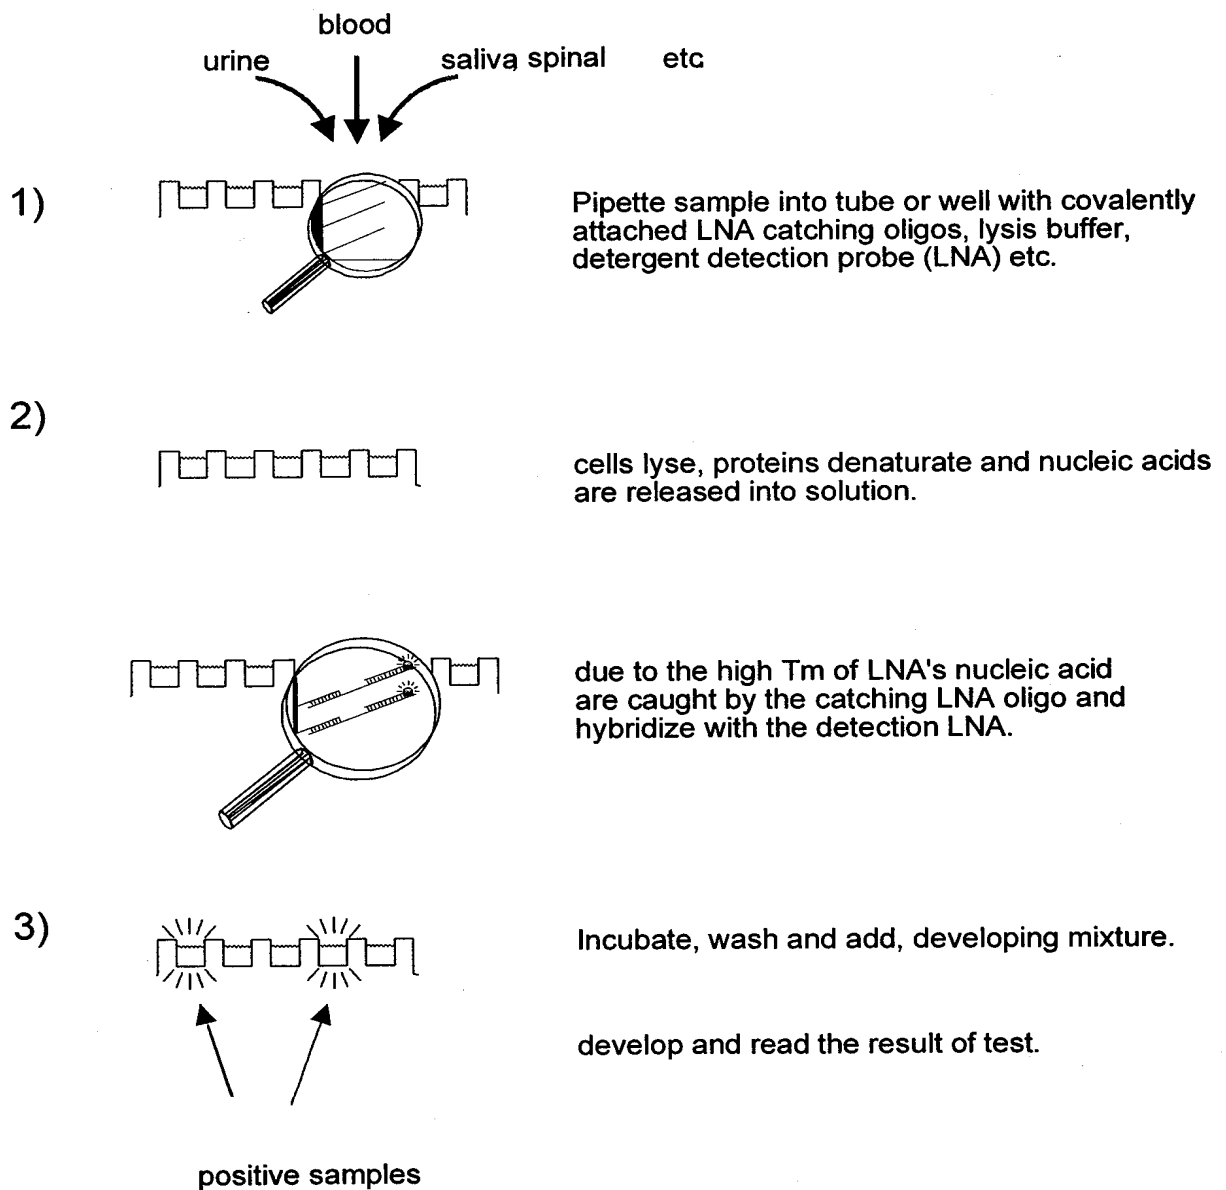 blood
urine
saliva spinal etc
1)
Pipette sample into tube or well with covalently
attached LNA catching oligos, lysis buffer,
detergent detection probe (LNA) etc.
2)
cells lyse, proteins denaturate and nucleic acids
are released into solution.
due to the high Tm of LNA's nucleic acid
are caught by the catching LNA oligo and
hybridize with the detection LNA.
3)
Incubate, wash and add, developing mixture.
develop and read the result of test.
positive samples